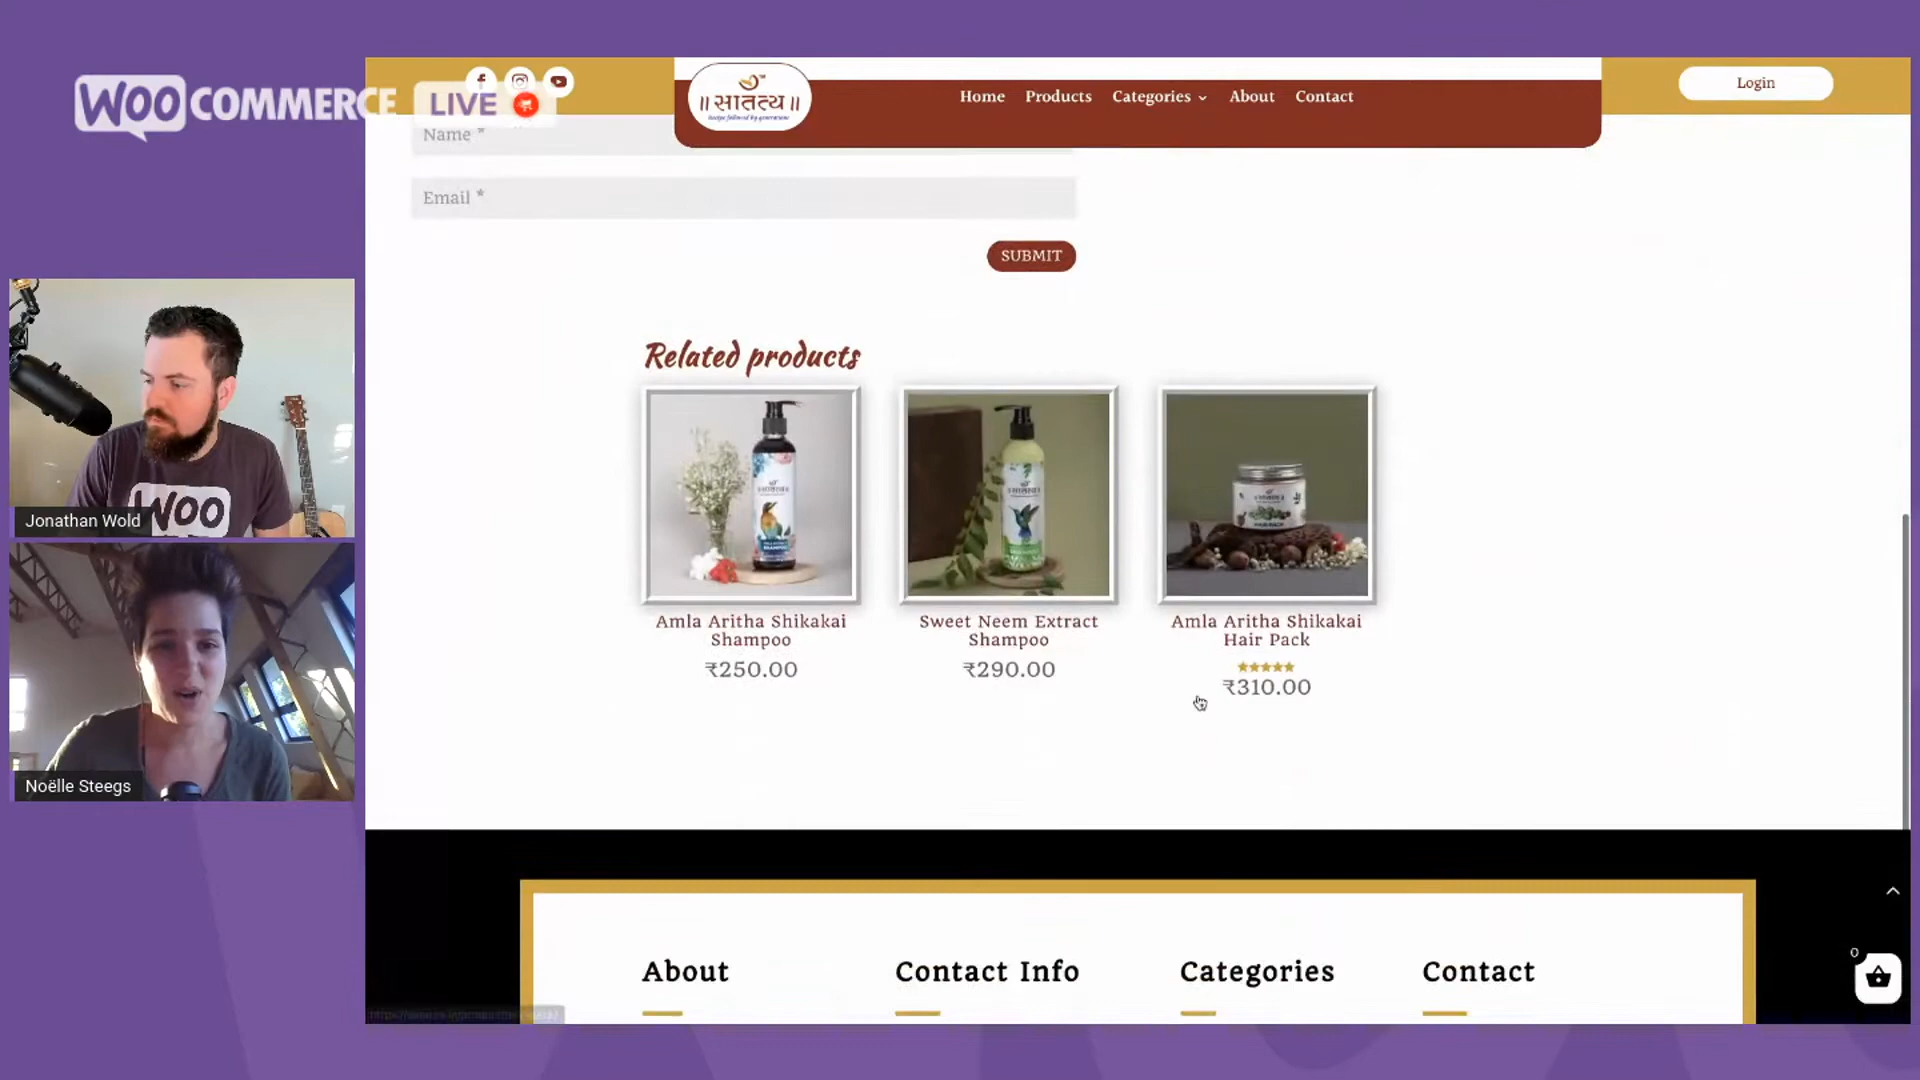 WOO COMMERCE LIVE
॥सातत्य॥
Home Products Categories About Contact
Login
Name *
Email *
SUBMIT
Related products
Amla Aritha Shikakai
Shampoo
₹250.00
Sweet Neem Extract
Shampoo
₹290.00
Amla Aritha Shikakai
Hair Pack
₹310.00
WOO
Jonathan Wold
Noëlle Steegs
About Contact Info Categories Contact
0